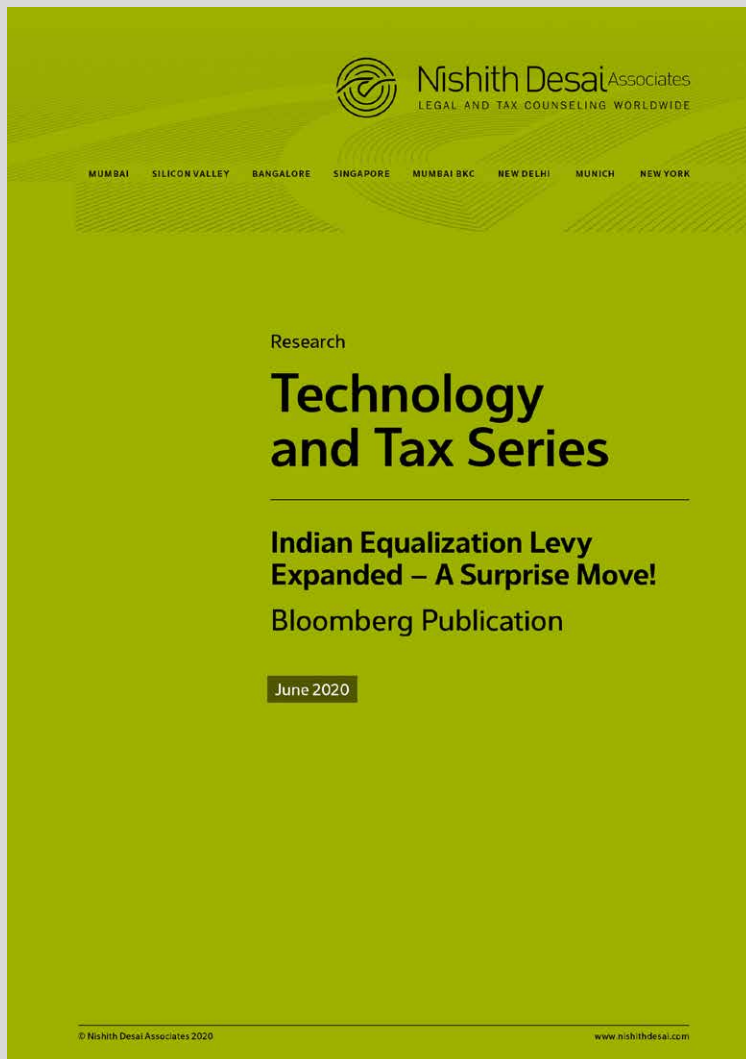 Nishith Desai Associates
LEGAL AND TAX COUNSELING WORLDWIDE
MUMBAI SILICON VALLEY BANGALORE SINGAPORE MUMBAI BKC NEW DELHI MUNICH NEW YORK
Research
Technology
and Tax Series
Indian Equalization Levy
Expanded – A Surprise Move!
Bloomberg Publication
June 2020
© Nishith Desai Associates 2020 www.nishithdesai.com